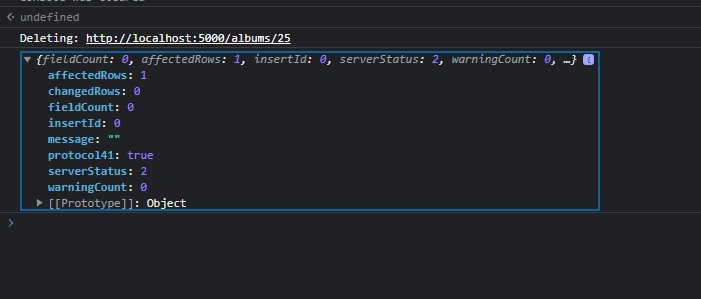 undefined
Deleting: http://localhost:5000/albums/25
{fieldCount: 0, affectedRows: 1, insertId: 0, serverStatus: 2, warningCount: 0, …}
affectedRows: 1
changedRows: 0
fieldCount: 0
insertId: 0
message: ""
protocol41: true
serverStatus: 2
warningCount: 0
[[Prototype]]: Object